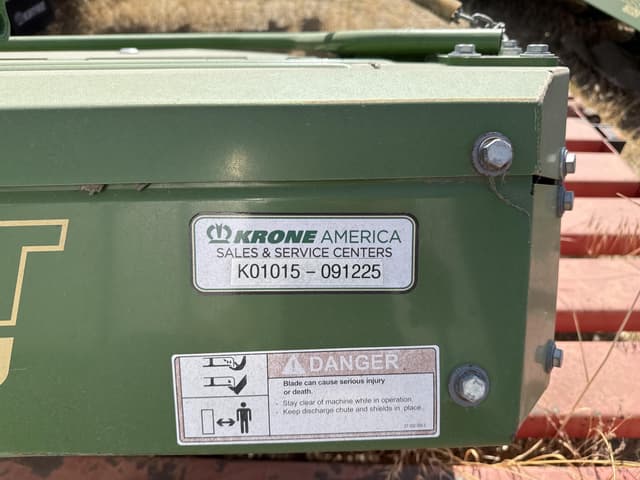 KRONE AMERICA
SALES & SERVICE CENTERS
K01015 - 091225
DANGER
Blade can cause serious injury
or death.
- Stay clear of machine while in operation.
- Keep discharge chute and shields in place.